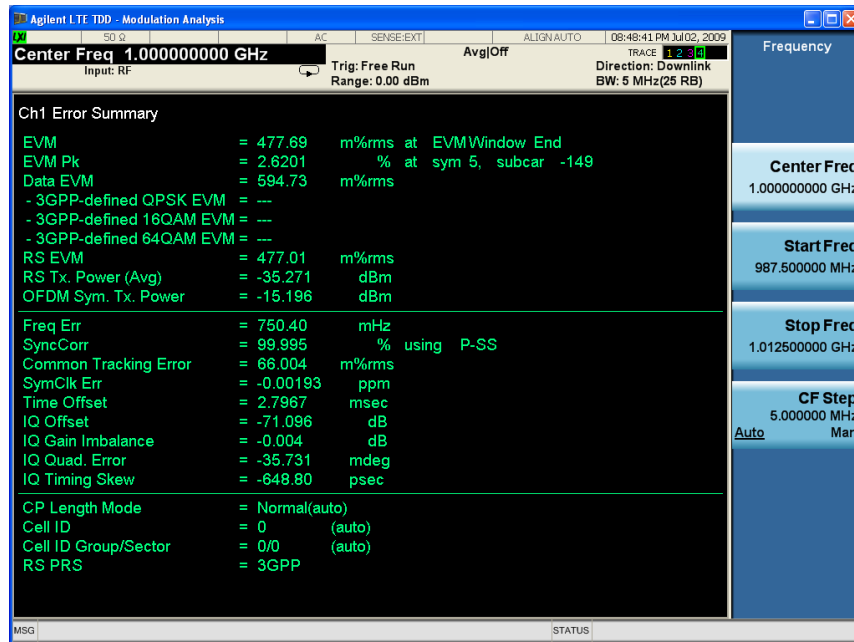 Agilent LTE TDD - Modulation Analysis
LXI 50 Ω AC SENSE:EXT ALIGN AUTO 08:48:41 PM Jul 02, 2009
Center Freq 1.000000000 GHz Avg|Off TRACE 1 2 3 4
Input: RF Trig: Free Run Direction: Downlink
Range: 0.00 dBm BW: 5 MHz(25 RB)
Ch1 Error Summary
EVM = 477.69 m%rms at EVMWindow End
EVM Pk = 2.6201 % at sym 5, subcar -149
Data EVM = 594.73 m%rms
- 3GPP-defined QPSK EVM = ---
- 3GPP-defined 16QAM EVM = ---
- 3GPP-defined 64QAM EVM = ---
RS EVM = 477.01 m%rms
RS Tx. Power (Avg) = -35.271 dBm
OFDM Sym. Tx. Power = -15.196 dBm
Freq Err = 750.40 mHz
SyncCorr = 99.995 % using P-SS
Common Tracking Error = 66.004 m%rms
SymClk Err = -0.00193 ppm
Time Offset = 2.7967 msec
IQ Offset = -71.096 dB
IQ Gain Imbalance = -0.004 dB
IQ Quad. Error = -35.731 mdeg
IQ Timing Skew = -648.80 psec
CP Length Mode = Normal(auto)
Cell ID = 0 (auto)
Cell ID Group/Sector = 0/0 (auto)
RS PRS = 3GPP
MSG STATUS
Frequency
Center Freq
1.000000000 GHz
Start Freq
987.500000 MHz
Stop Freq
1.012500000 GHz
CF Step
5.000000 MHz
Auto Man